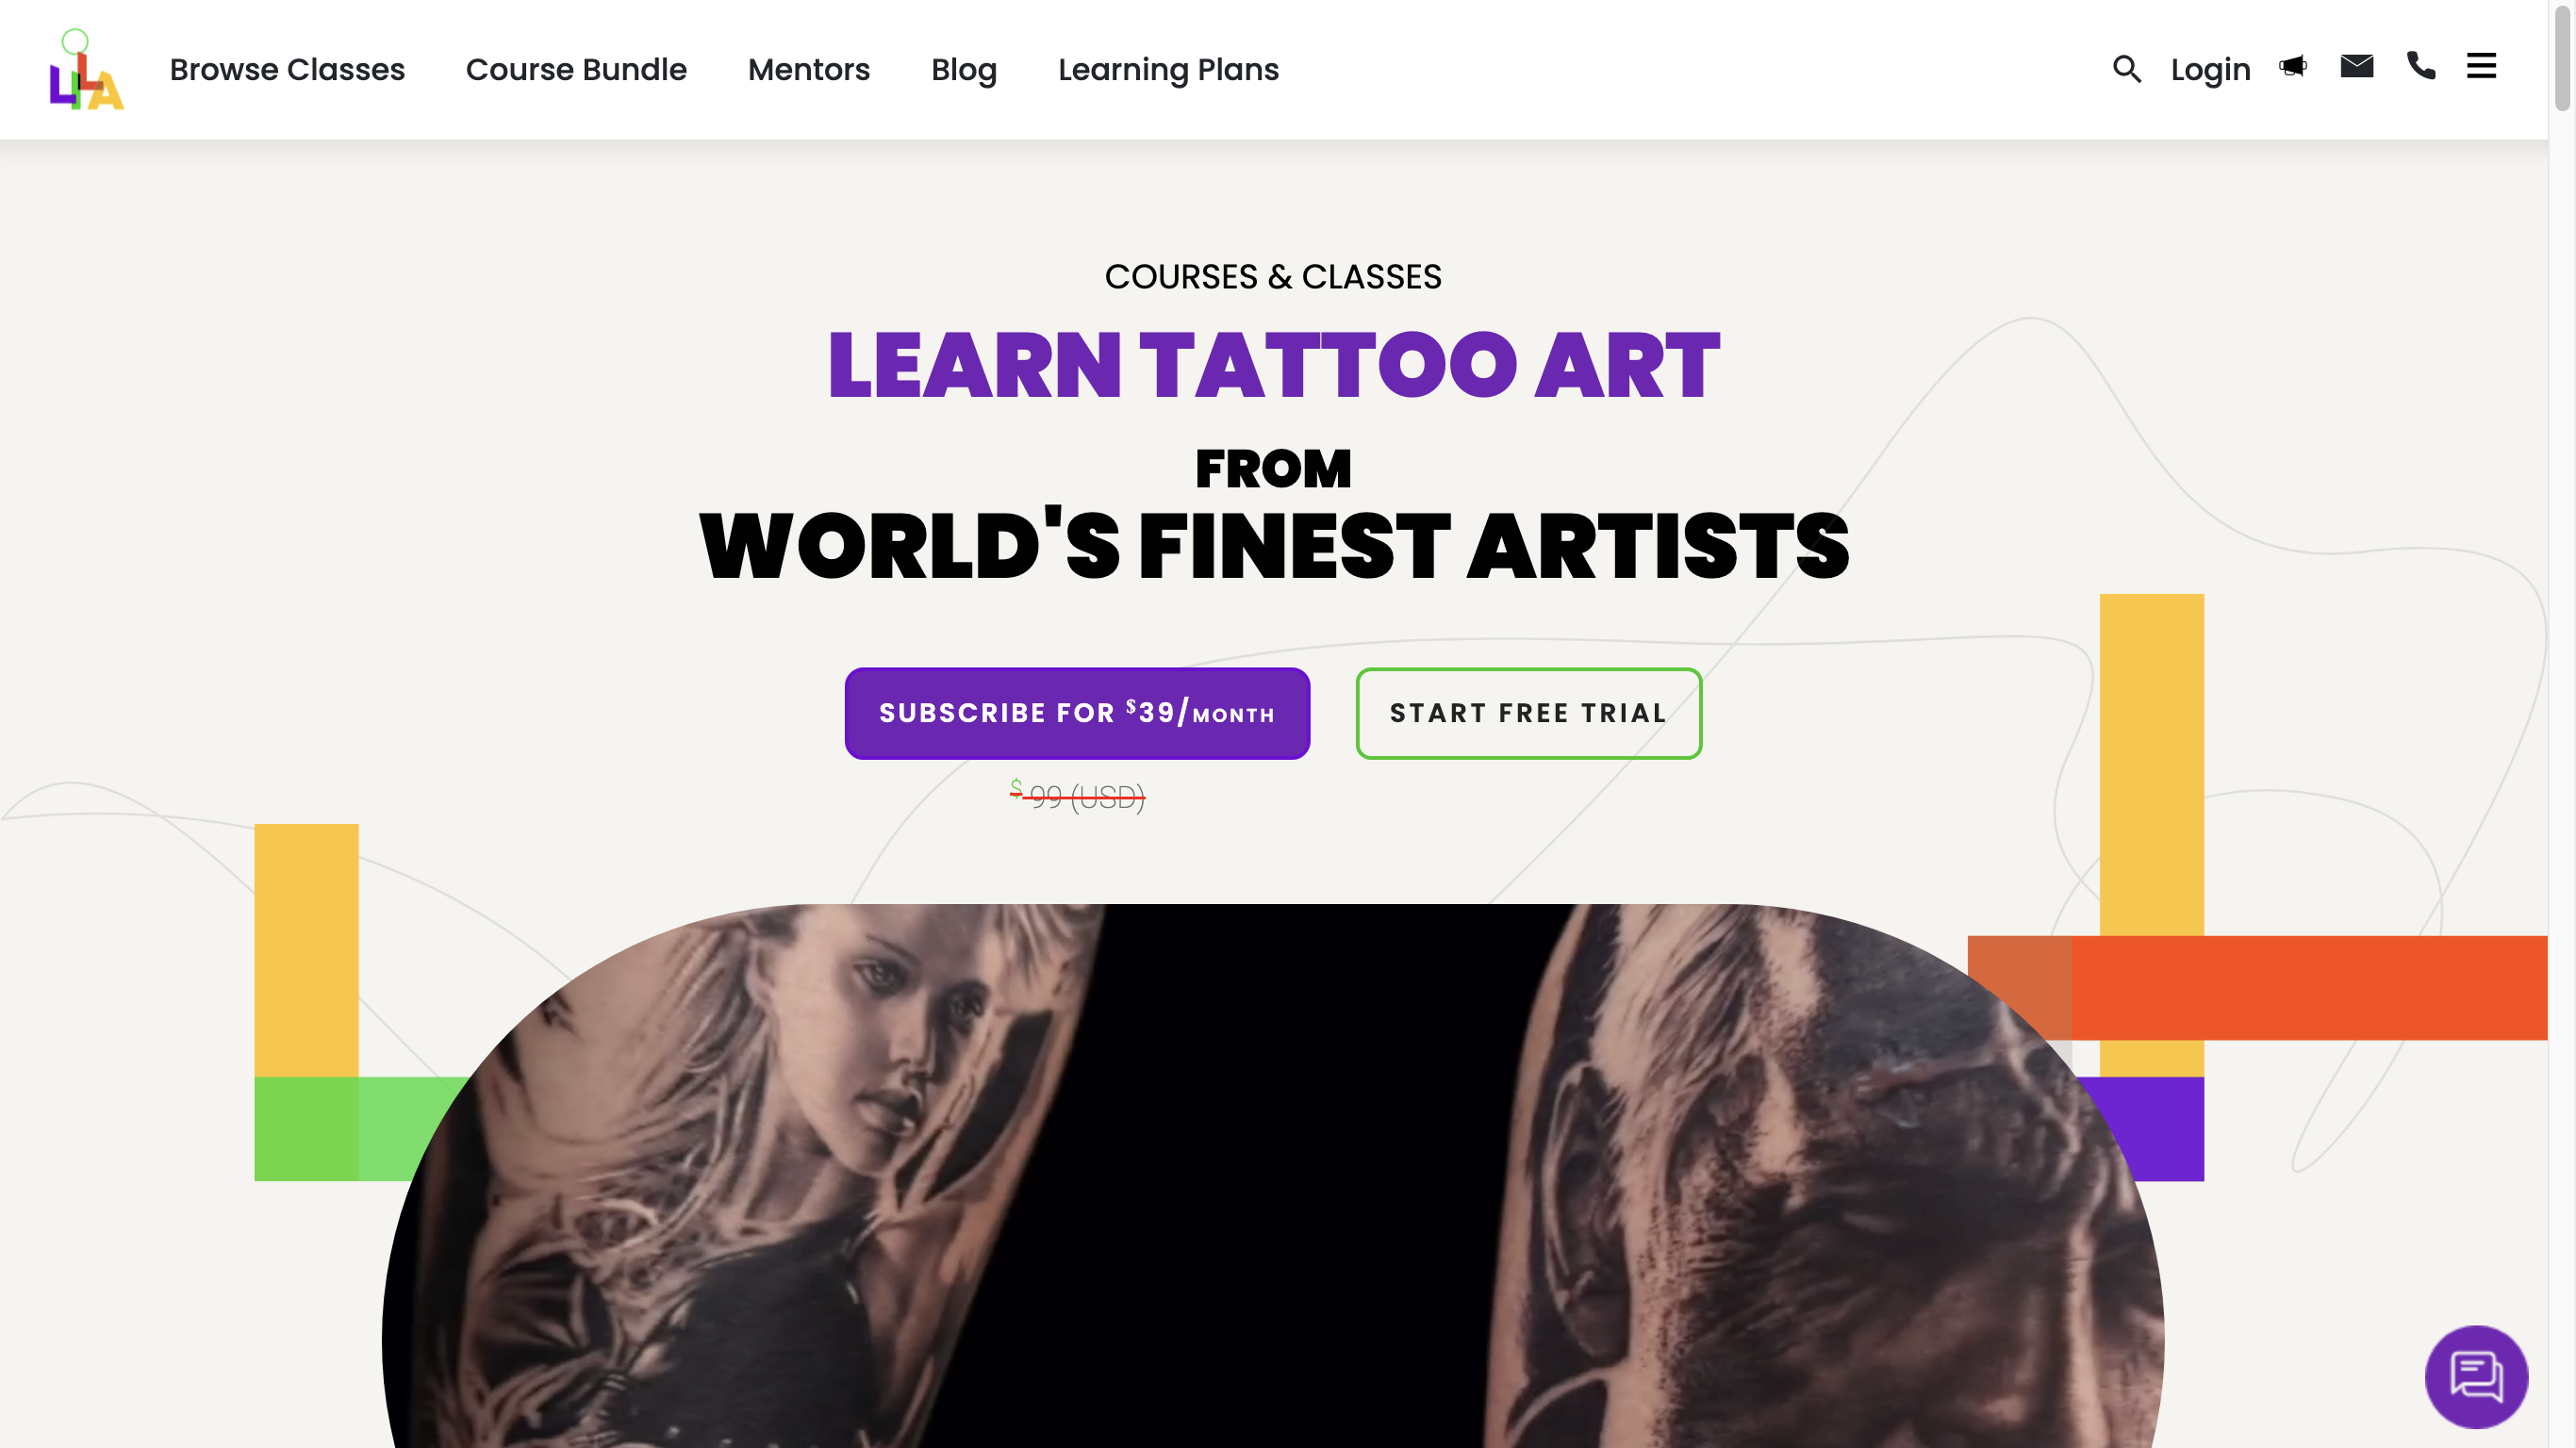 LILA
Browse Classes
Course Bundle
Mentors
Blog
Learning Plans
Login
COURSES & CLASSES
LEARN TATTOO ART
FROM
WORLD'S FINEST ARTISTS
SUBSCRIBE FOR $39/MONTH
START FREE TRIAL
$ 99 (USD)